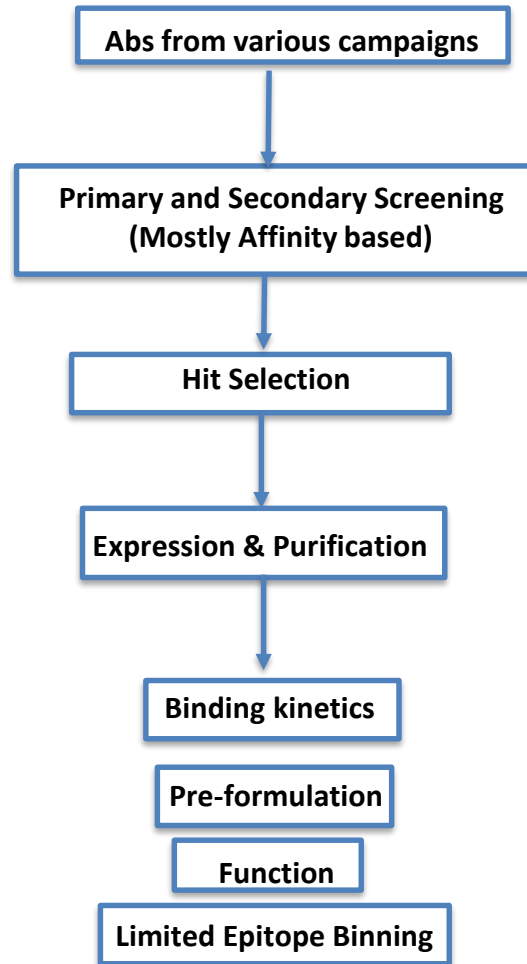 Abs from various campaigns
Primary and Secondary Screening
(Mostly Affinity based)
Hit Selection
Expression & Purification
Binding kinetics
Pre-formulation
Function
Limited Epitope Binning